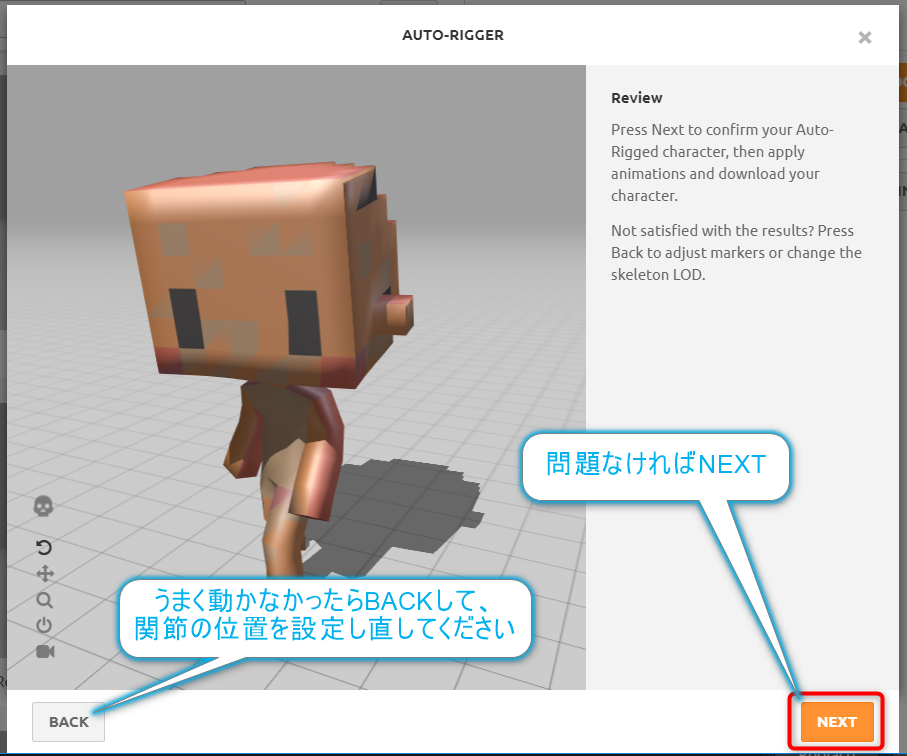 AUTO-RIGGER
Review
Press Next to confirm your Auto-
Rigged character, then apply
animations and download your
character.
Not satisfied with the results? Press
Back to adjust markers or change the
skeleton LOD.
問題なければNEXT
うまく動かなかったらBACKして、
関節の位置を設定し直してください
BACK
NEXT